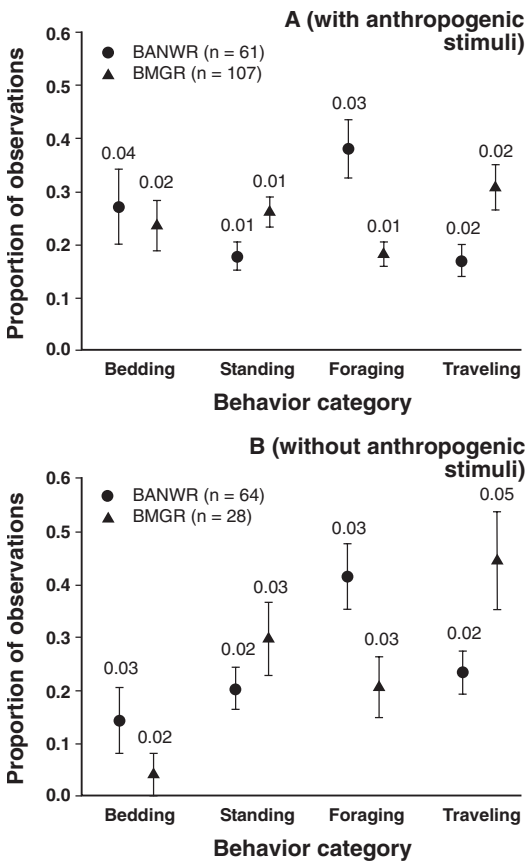 A (with anthropogenic
stimuli)
0.6
BANWR (n = 61)
BMGR (n = 107)
0.5
0.4
0.3
0.2
0.1
0.0
Proportion of observations
0.04
0.02
0.01
0.01
0.03
0.01
0.02
0.02
Bedding Standing Foraging Traveling
Behavior category
B (without anthropogenic
stimuli)
0.6
BANWR (n = 64)
BMGR (n = 28)
0.5
0.4
0.3
0.2
0.1
0.0
Proportion of observations
0.03
0.02
0.02
0.03
0.03
0.03
0.02
0.05
Bedding Standing Foraging Traveling
Behavior category